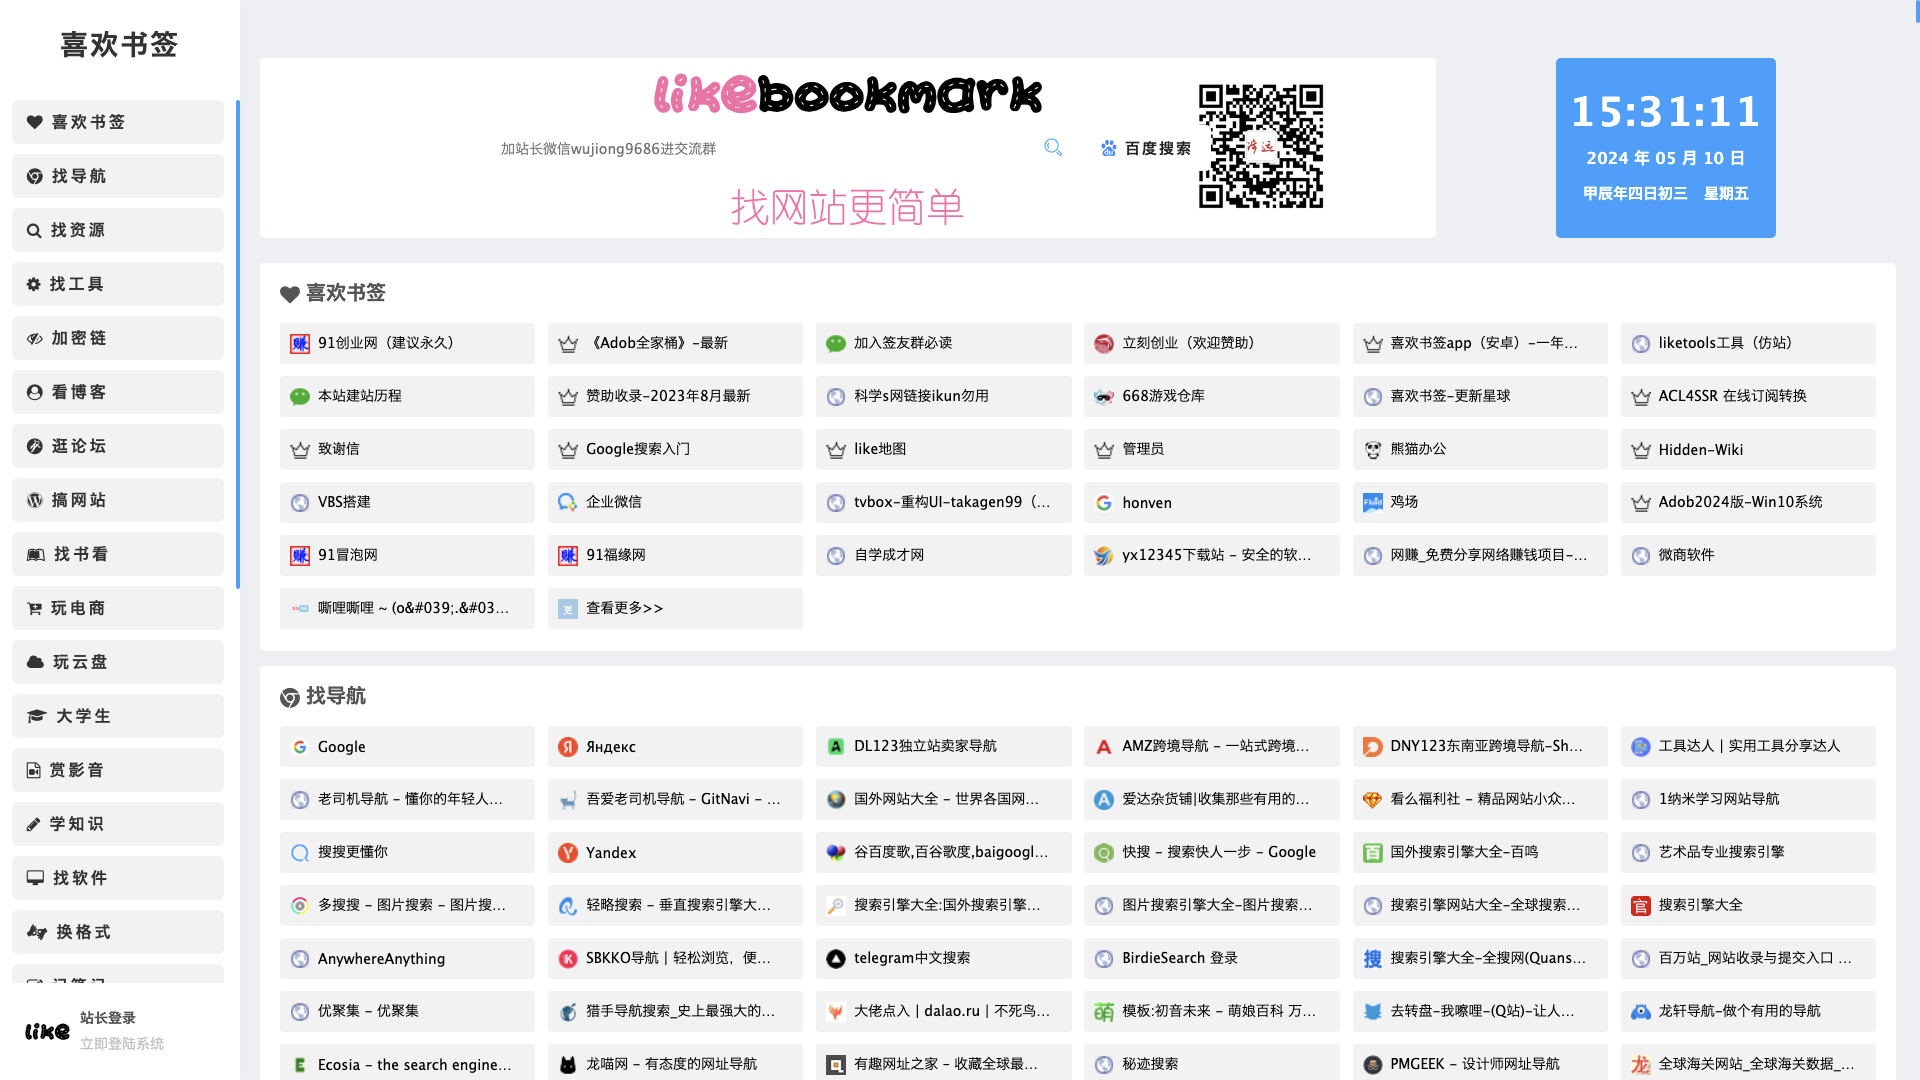 喜欢书签
喜欢书签
找导航
找资源
找工具
加密链
看博客
逛论坛
搞网站
找书看
玩电商
玩云盘
大学生
赏影音
学知识
找软件
换格式
站长登录
立即登陆系统
like
likebookmark
加站长微信wujiong9686进交流群
百度搜索
找网站更简单
15:31:11
2024 年 05 月 10 日
甲辰年四日初三 星期五
喜欢书签
91创业网（建议永久） 《Adob全家桶》-最新 加入签友群必读 立刻创业（欢迎赞助） 喜欢书签app（安卓）-一年... liketools工具（仿站）
本站建站历程 赞助收录-2023年8月最新 科学s网链接ikun勿用 668游戏仓库 喜欢书签-更新星球 ACL4SSR 在线订阅转换
致谢信 Google搜索入门 like地图 管理员 熊猫办公 Hidden-Wiki
VBS搭建 企业微信 tvbox-重构UI-takagen99（... honven 鸡场 Adob2024版-Win10系统
91冒泡网 91福缘网 自学成才网 yx12345下载站 - 安全的软... 网赚_免费分享网络赚钱项目-... 微商软件
嘶哩嘶哩 ~ (o&#039;.&#03... 查看更多>>
找导航
Google Яндекс DL123独立站卖家导航 AMZ跨境导航 - 一站式跨境... DNY123东南亚跨境导航-Sh... 工具达人 | 实用工具分享达人
老司机导航 - 懂你的年轻人... 吾爱老司机导航 - GitNavi - ... 国外网站大全 - 世界各国网... 爱达杂货铺|收集那些有用的... 看么福利社 - 精品网站小众... 1纳米学习网站导航
搜搜更懂你 Yandex 谷百度歌,百谷歌度,baigoogl... 快搜 - 搜索快人一步 - Google 国外搜索引擎大全-百鸣 艺术品专业搜索引擎
多搜搜 - 图片搜索 - 图片搜... 轻略搜索 - 垂直搜索引擎大... 搜索引擎大全:国外搜索引擎... 图片搜索引擎大全-图片搜索... 搜索引擎网站大全-全球搜索... 搜索引擎大全
AnywhereAnything SBKKO导航 | 轻松浏览，便... telegram中文搜索 BirdieSearch 登录 搜索引擎大全-全搜网(Quans... 百万站_网站收录与提交入口 ...
优聚集 - 优聚集 猎手导航搜索_史上最强大的... 大佬点入 | dalao.ru | 不死鸟... 模板:初音未来 - 萌娘百科 万... 去转盘-我嚓哩-(Q站)-让人... 龙轩导航-做个有用的导航
Ecosia - the search engine... 龙喵网 - 有态度的网址导航 有趣网址之家 - 收藏全球最... 秘迹搜索 PMGEEK - 设计师网址导航 全球海关网站_全球海关数据_...